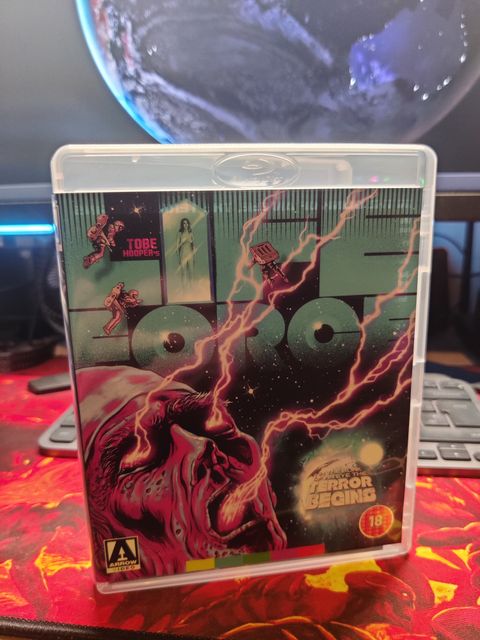 TOBE
HOOPER's
LIFE
FORCE
TERROR
BEGINS
18
ARROW
VIDEO